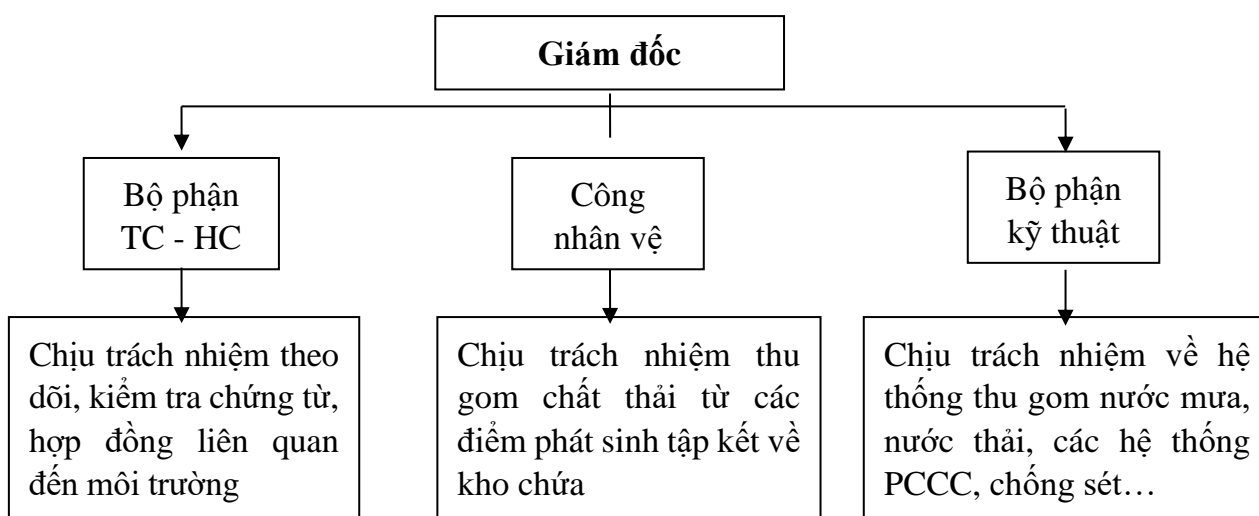 Giám đốc
Bộ phận
TC - HC
Công
nhân vệ
Bộ phận
kỹ thuật
Chịu trách nhiệm theo
dõi, kiểm tra chứng từ,
hợp đồng liên quan
đến môi trường
Chịu trách nhiệm thu
gom chất thải từ các
điểm phát sinh tập kết về
kho chứa
Chịu trách nhiệm về hệ
thống thu gom nước mưa,
nước thải, các hệ thống
PCCC, chống sét…